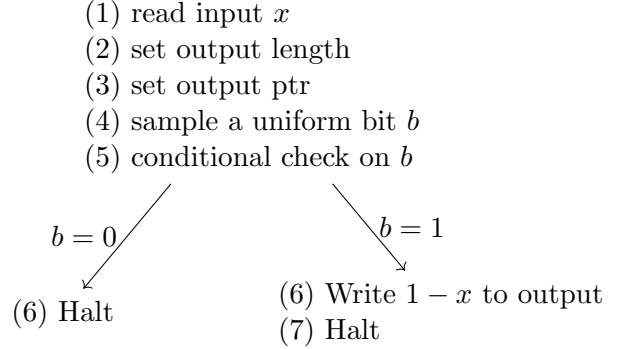 (1) read input x
(2) set output length
(3) set output ptr
(4) sample a uniform bit b
(5) conditional check on b
b = 0
b = 1
(6) Halt
(6) Write 1 − x to output
(7) Halt